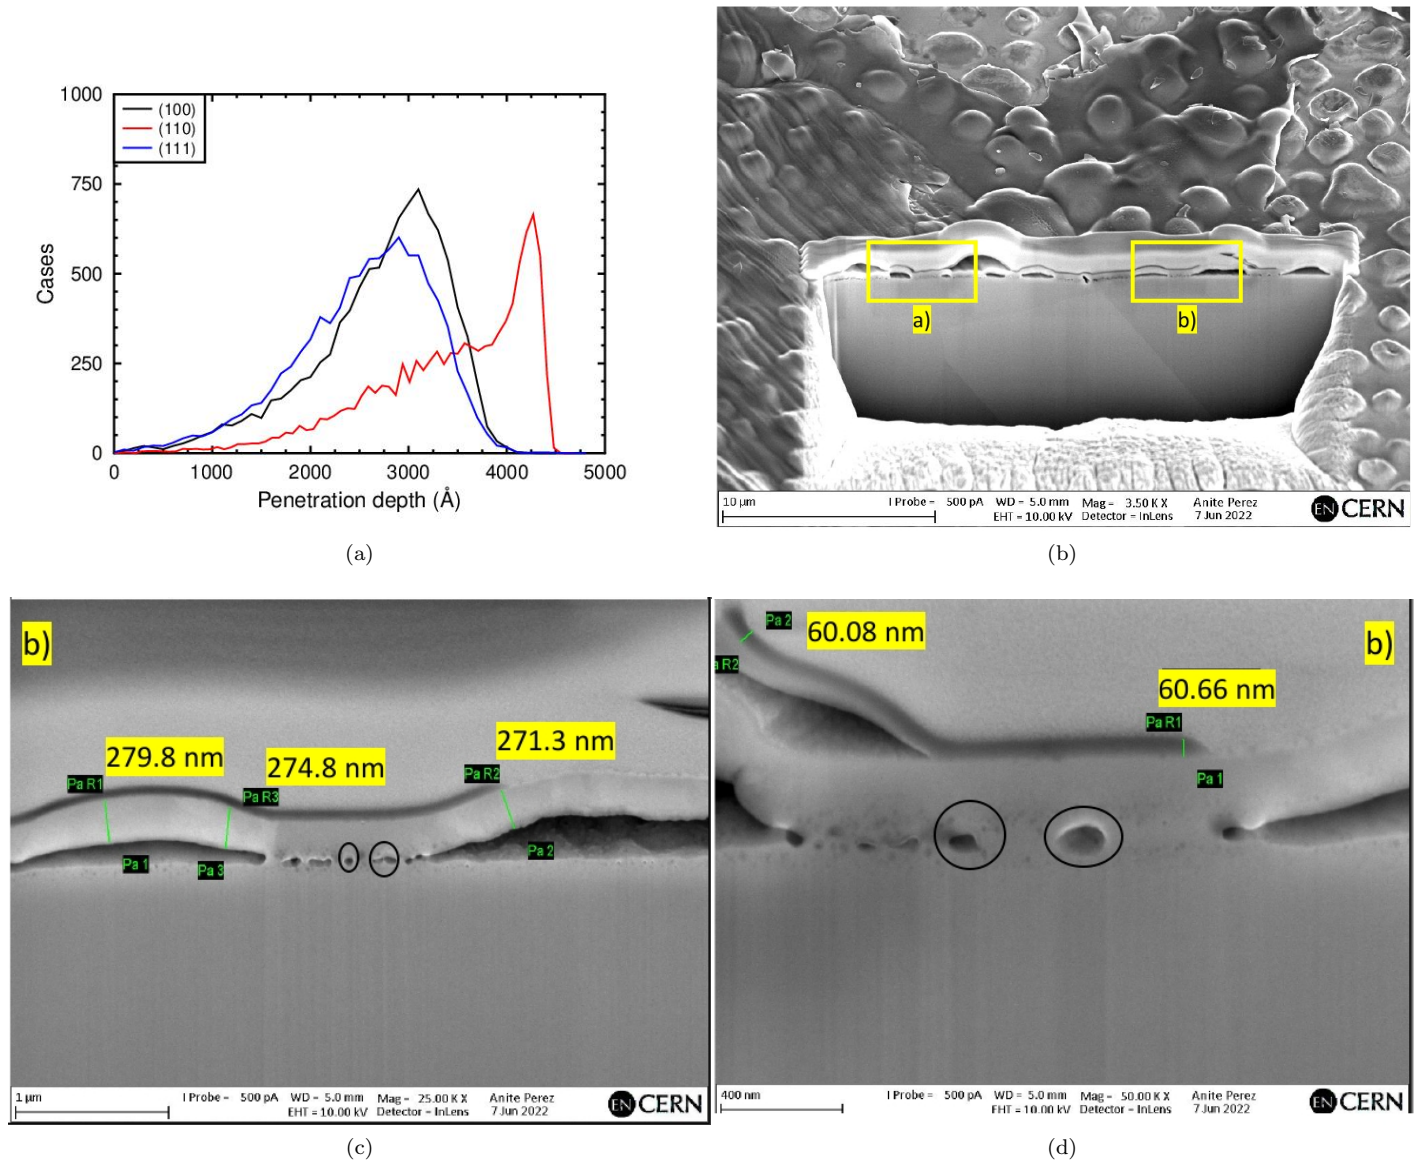 1000
750
500
250
0
Cases
(100)
(110)
(111)
0 1000 2000 3000 4000 5000
Penetration depth (Å)
(a)
a)
b)
10 µm
I Probe = 500 pA WD = 5.0 mm Mag = 3.50 K X Anite Perez
EHT = 10.00 kV Detector = InLens 7 Jun 2022
EN CERN
(b)
b)
279.8 nm
274.8 nm
271.3 nm
Pa R1
Pa R3
Pa R2
Pa 1
Pa 3
Pa 2
1 µm
I Probe = 500 pA WD = 5.0 mm Mag = 25.00 K X Anite Perez
EHT = 10.00 kV Detector = InLens 7 Jun 2022
EN CERN
(c)
Pa 2
60.08 nm
b)
a R2
60.66 nm
Pa R1
Pa 1
400 nm
I Probe = 500 pA WD = 5.0 mm Mag = 50.00 K X Anite Perez
EHT = 10.00 kV Detector = InLens 7 Jun 2022
EN CERN
(d)